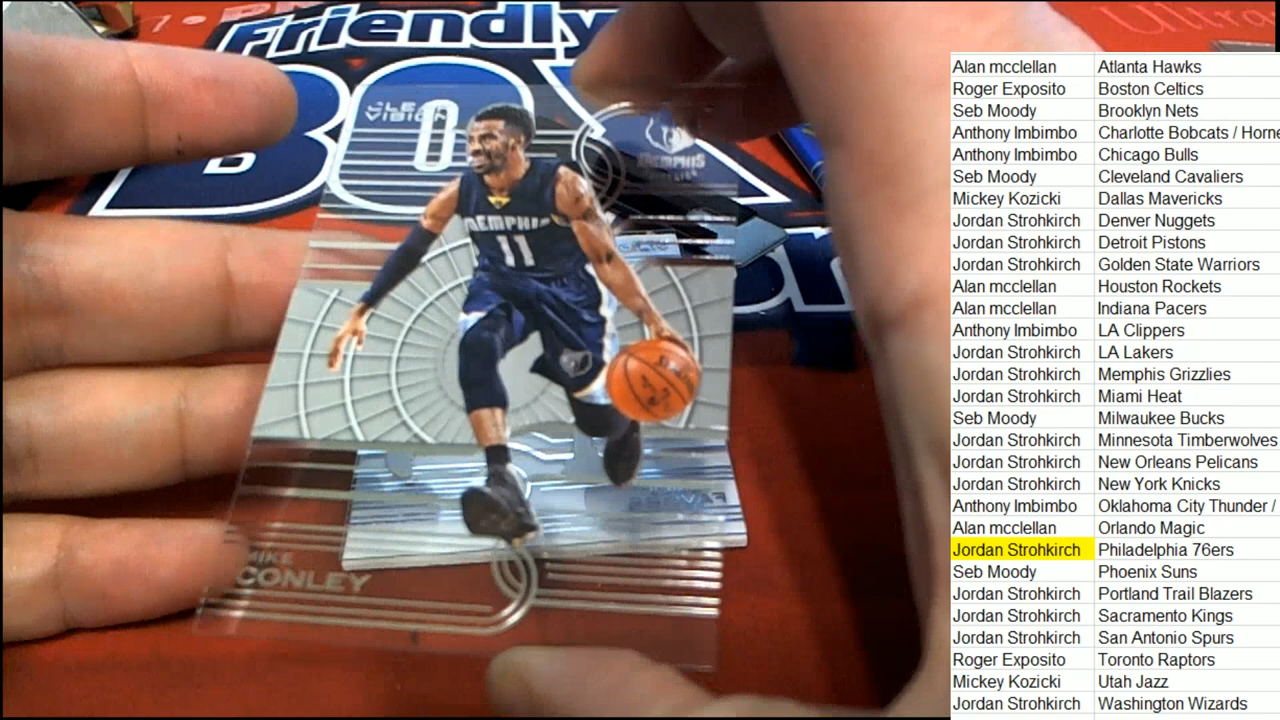 Friendly
BOX
CLEAR VISION
MEMPHIS
MEMPHIS
11
SPALDING
MIKE
CONLEY
FAVORS
Alan mcclellan Atlanta Hawks
Roger Exposito Boston Celtics
Seb Moody Brooklyn Nets
Anthony Imbimbo Charlotte Bobcats / Horne
Anthony Imbimbo Chicago Bulls
Seb Moody Cleveland Cavaliers
Mickey Kozicki Dallas Mavericks
Jordan Strohkirch Denver Nuggets
Jordan Strohkirch Detroit Pistons
Jordan Strohkirch Golden State Warriors
Alan mcclellan Houston Rockets
Alan mcclellan Indiana Pacers
Anthony Imbimbo LA Clippers
Jordan Strohkirch LA Lakers
Jordan Strohkirch Memphis Grizzlies
Jordan Strohkirch Miami Heat
Seb Moody Milwaukee Bucks
Jordan Strohkirch Minnesota Timberwolves
Jordan Strohkirch New Orleans Pelicans
Jordan Strohkirch New York Knicks
Anthony Imbimbo Oklahoma City Thunder /
Alan mcclellan Orlando Magic
Jordan Strohkirch Philadelphia 76ers
Seb Moody Phoenix Suns
Jordan Strohkirch Portland Trail Blazers
Jordan Strohkirch Sacramento Kings
Jordan Strohkirch San Antonio Spurs
Roger Exposito Toronto Raptors
Mickey Kozicki Utah Jazz
Jordan Strohkirch Washington Wizards